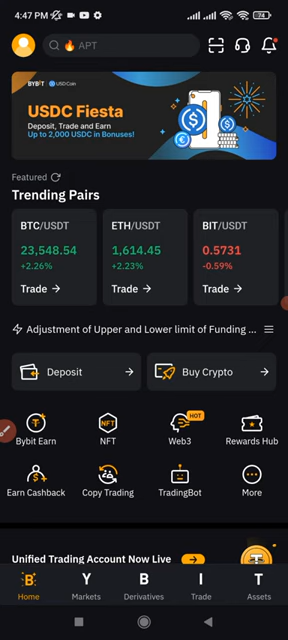 4:47 PM
74
APT
BYBIT USDCoin
USDC Fiesta
Deposit, Trade and Earn
Up to 2,000 USDC in Bonuses!
Featured
Trending Pairs
BTC/USDT ETH/USDT BIT/USDT
23,548.54 1,614.45 0.5731
+2.26% +2.23% -0.59%
Trade → Trade → Trade →
Adjustment of Upper and Lower limit of Funding ...
Deposit → Buy Crypto →
NFT HOT
Bybit Earn NFT Web3 Rewards Hub
Earn Cashback Copy Trading TradingBot More
Unified Trading Account Now Live →
B Y B I T
Home Markets Derivatives Trade Assets